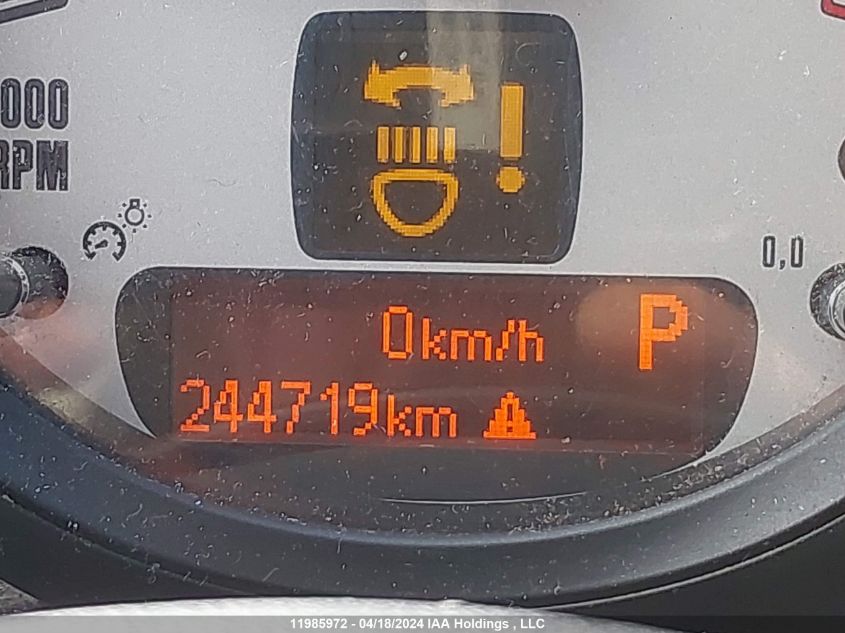 000
RPM
!
0,0
0km/h P
244719km
11985972 - 04/18/2024 IAA Holdings , LLC